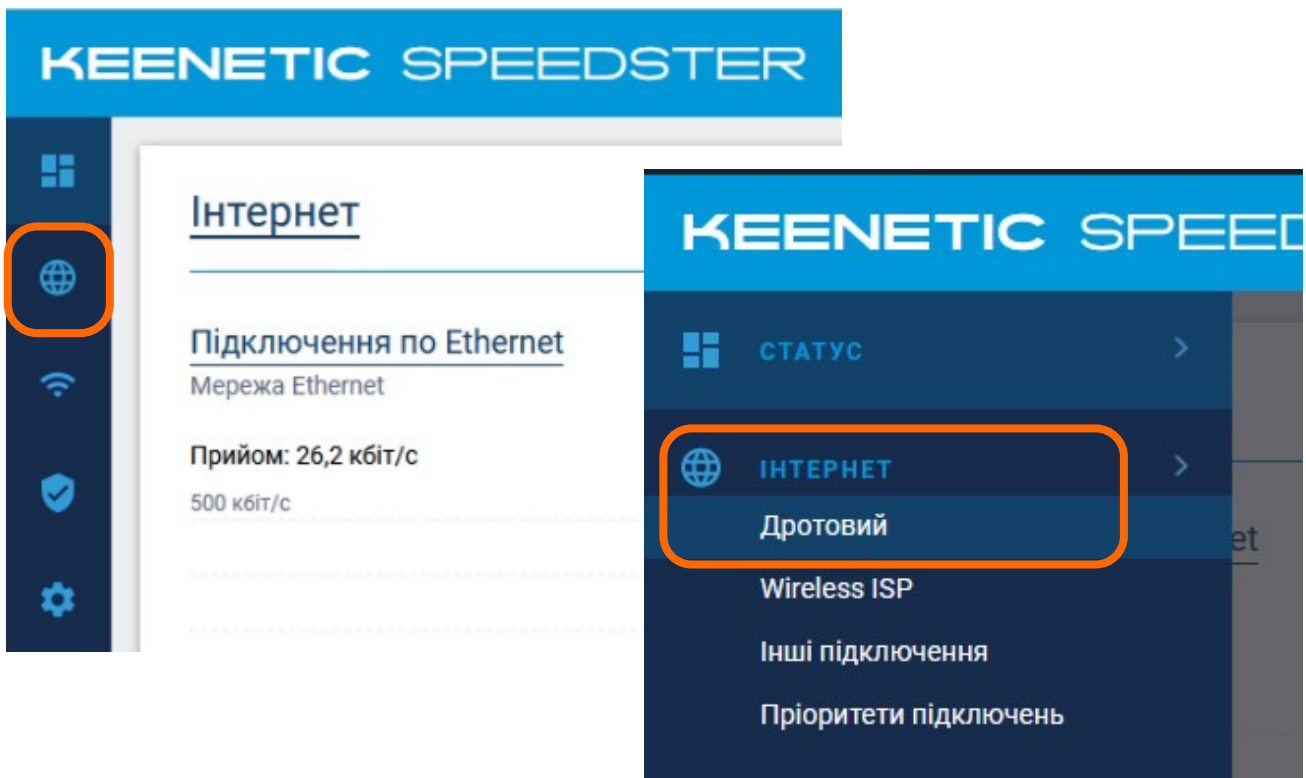 KEENETIC SPEEDSTER
Інтернет
Підключення по Ethernet
Мережа Ethernet
Прийом: 26,2 кбіт/с
500 кбіт/с
KEENETIC SPEED
СТАТУС
ІНТЕРНЕТ
Дротовий
et
Wireless ISP
Інші підключення
Пріоритети підключень